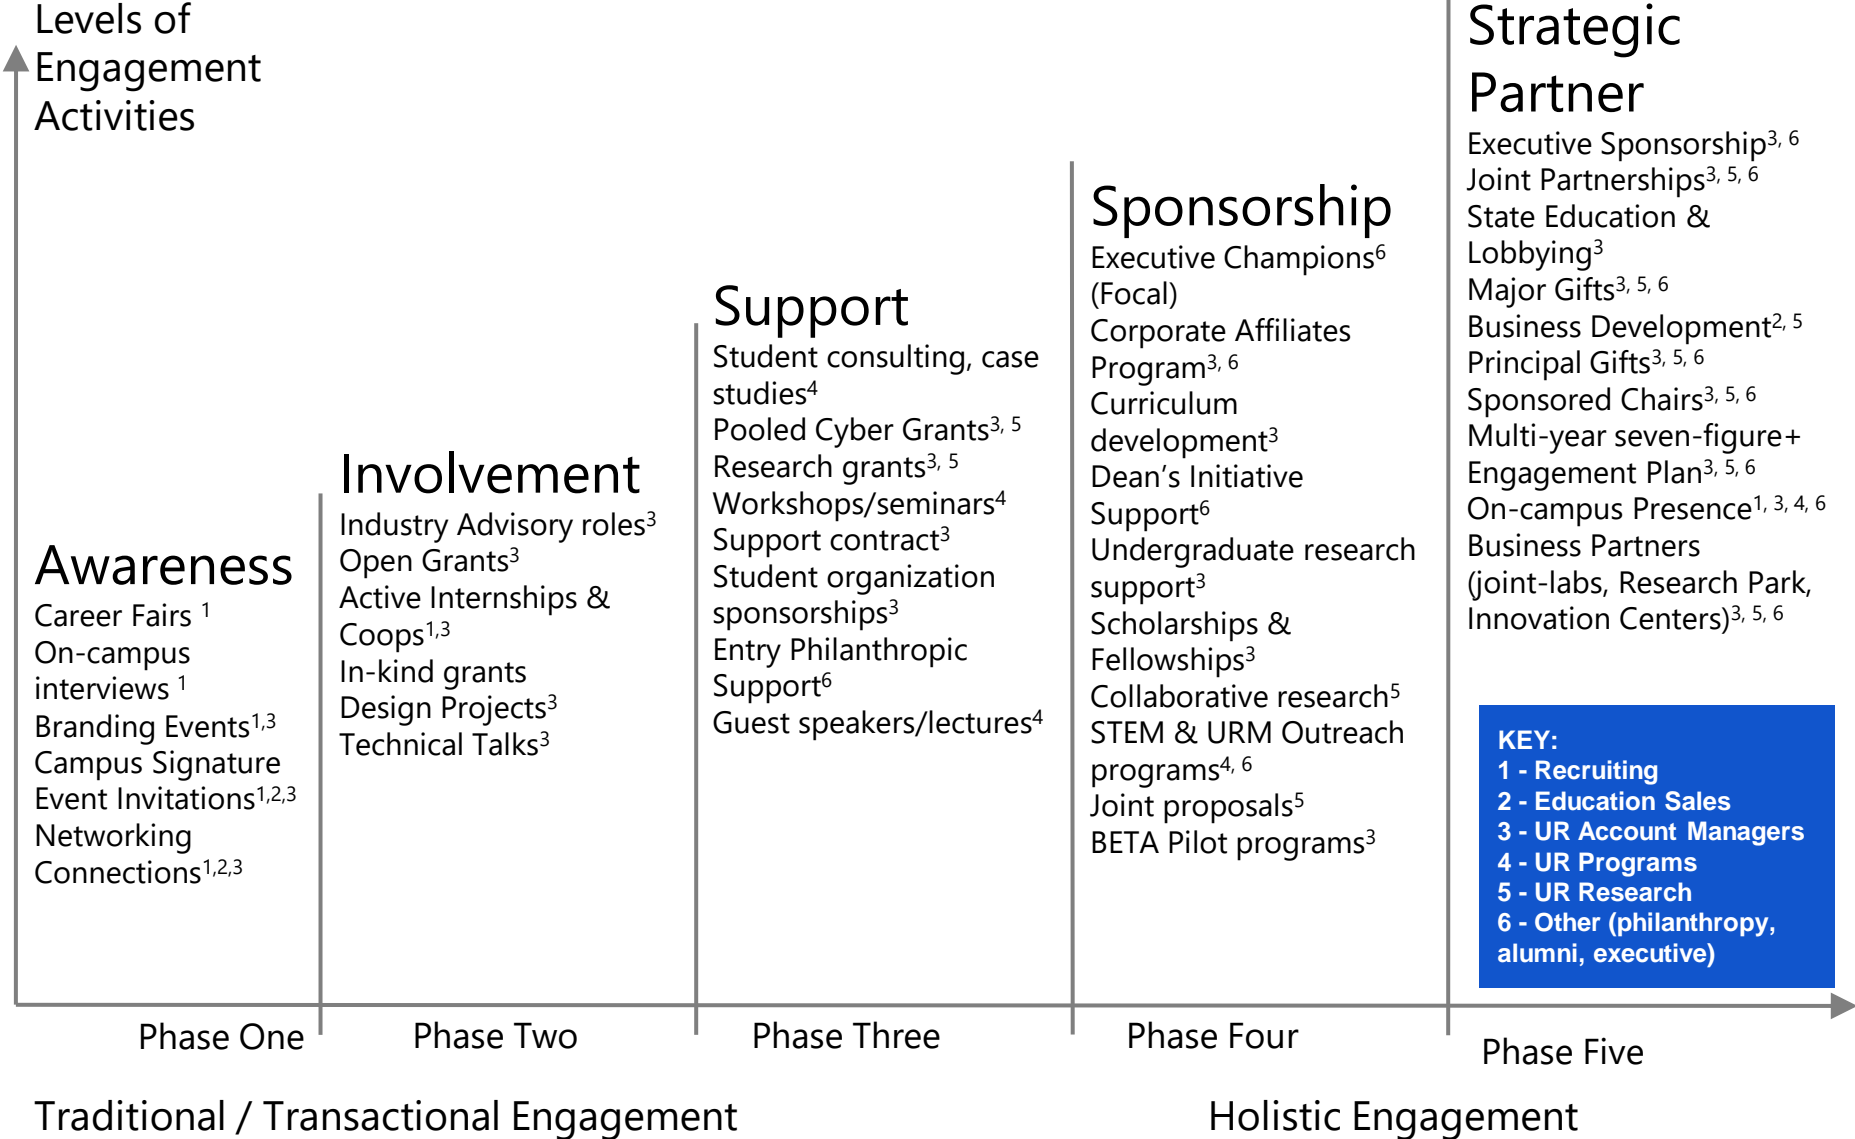 Levels of
Engagement
Activities
Awareness
Career Fairs ¹
On-campus
interviews ¹
Branding Events¹,³
Campus Signature
Event Invitations¹,²,³
Networking
Connections¹,²,³
Involvement
Industry Advisory roles³
Open Grants³
Active Internships &
Coops¹,³
In-kind grants
Design Projects³
Technical Talks³
Support
Student consulting, case
studies⁴
Pooled Cyber Grants³, ⁵
Research grants³, ⁵
Workshops/seminars⁴
Support contract³
Student organization
sponsorships³
Entry Philanthropic
Support⁶
Guest speakers/lectures⁴
Sponsorship
Executive Champions⁶
(Focal)
Corporate Affiliates
Program³, ⁶
Curriculum
development³
Dean’s Initiative
Support⁶
Undergraduate research
support³
Scholarships &
Fellowships³
Collaborative research⁵
STEM & URM Outreach
programs⁴, ⁶
Joint proposals⁵
BETA Pilot programs³
Strategic
Partner
Executive Sponsorship³, ⁶
Joint Partnerships³, ⁵, ⁶
State Education &
Lobbying³
Major Gifts³, ⁵, ⁶
Business Development², ⁵
Principal Gifts³, ⁵, ⁶
Sponsored Chairs³, ⁵, ⁶
Multi-year seven-figure+
Engagement Plan³, ⁵, ⁶
On-campus Presence¹, ³, ⁴, ⁶
Business Partners
(joint-labs, Research Park,
Innovation Centers)³, ⁵, ⁶
KEY:
1 - Recruiting
2 - Education Sales
3 - UR Account Managers
4 - UR Programs
5 - UR Research
6 - Other (philanthropy,
alumni, executive)
Phase One
Phase Two
Phase Three
Phase Four
Phase Five
Traditional / Transactional Engagement
Holistic Engagement